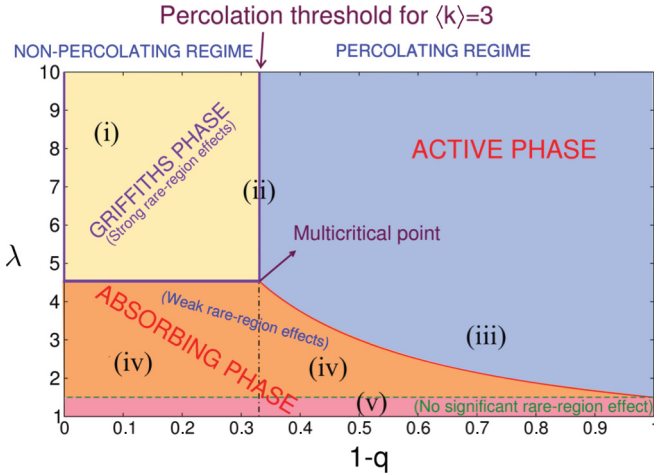 Percolation threshold for ⟨k⟩=3
NON-POLATING REGIME PERCOLATING REGIME
10
9
8
7
6
5
4
3
2
1
λ
(i)
GRIFFITHS PHASE
(Strong rare-region effects)
(ii)
ACTIVE PHASE
Multicritical point
ABSORBING PHASE
(Weak rare-region effects)
(iii)
(iv)
(iv)
(v)
(No significant rare-region effect)
0 0.1 0.2 0.3 0.4 0.5 0.6 0.7 0.8 0.9 1
1-q